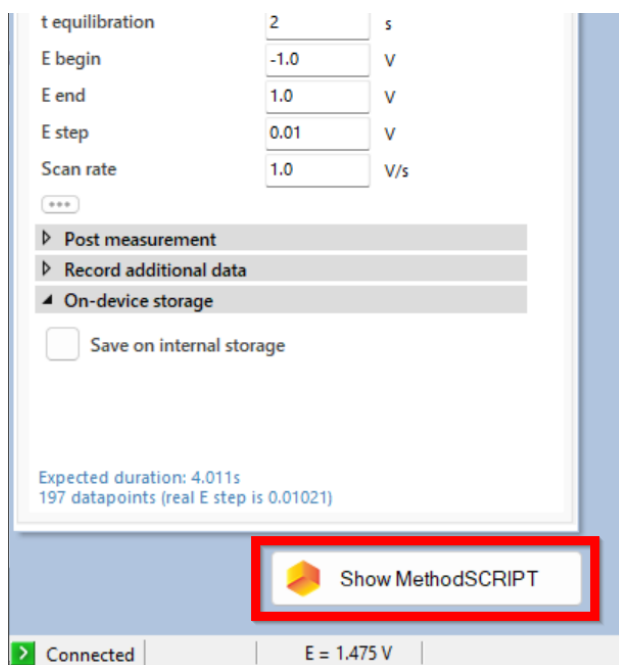 t equilibration 2 s
E begin -1.0 V
E end 1.0 V
E step 0.01 V
Scan rate 1.0 V/s
Post measurement
Record additional data
On-device storage
Save on internal storage
Expected duration: 4.011s
197 datapoints (real E step is 0.01021)
Show MethodSCRIPT
Connected E = 1.475 V